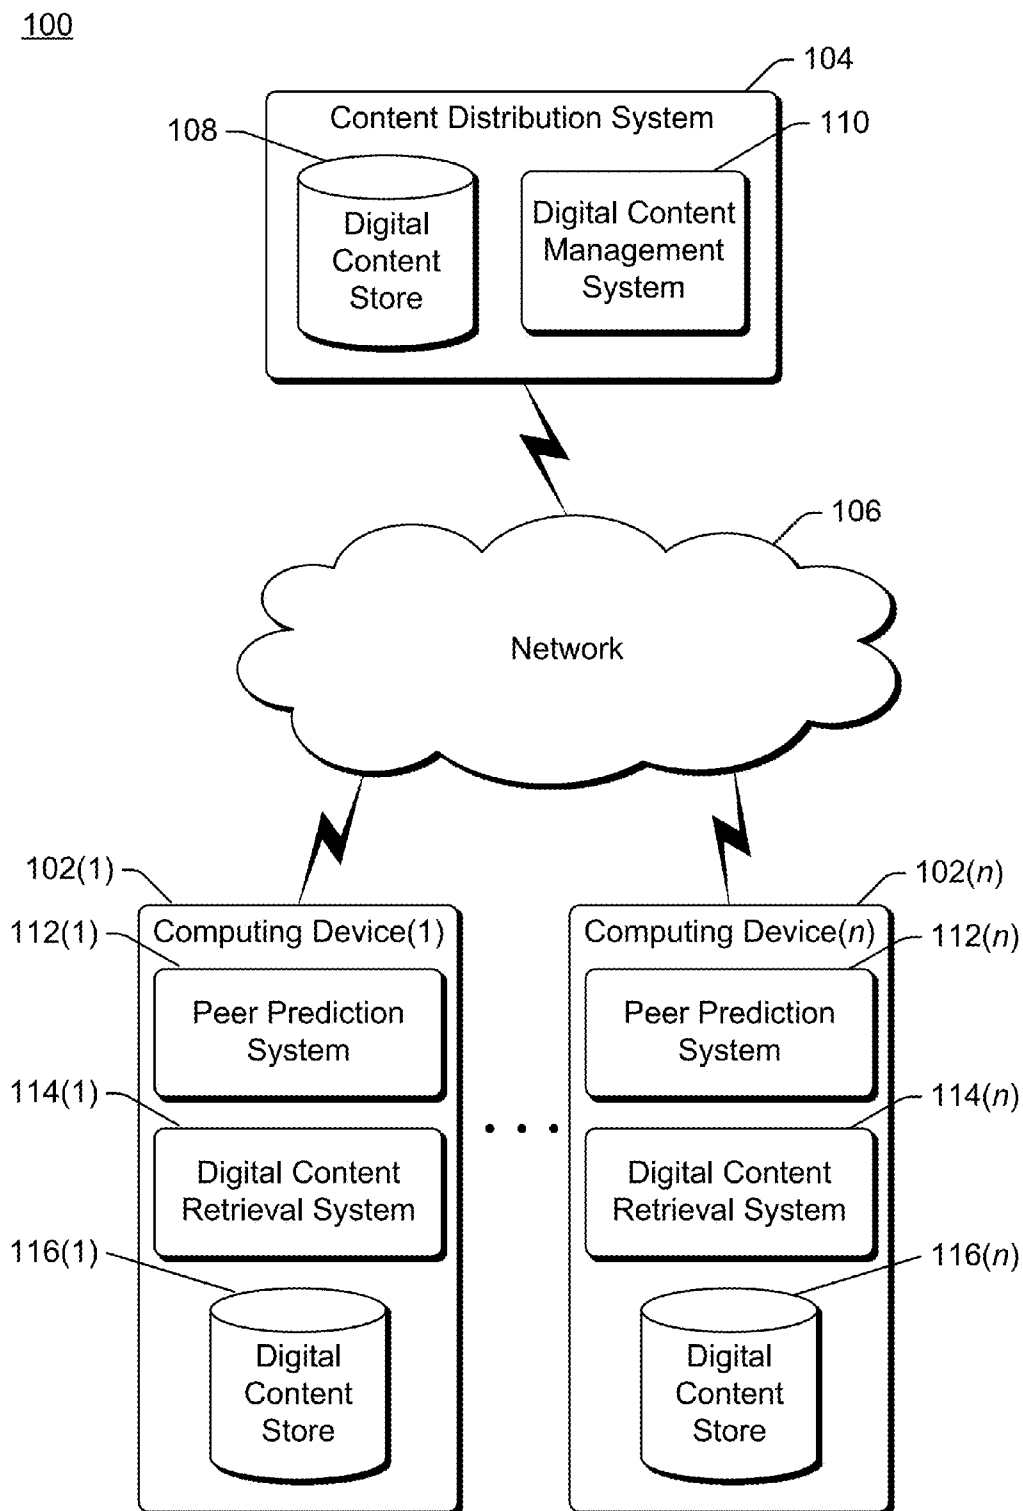 100
104
Content Distribution System
108
110
Digital
Content
Store
Digital Content
Management
System
106
Network
102(1)
102(n)
Computing Device(1)
Computing Device(n)
112(1)
112(n)
Peer Prediction
System
Peer Prediction
System
114(1)
114(n)
Digital Content
Retrieval System
Digital Content
Retrieval System
116(1)
116(n)
Digital
Content
Store
Digital
Content
Store